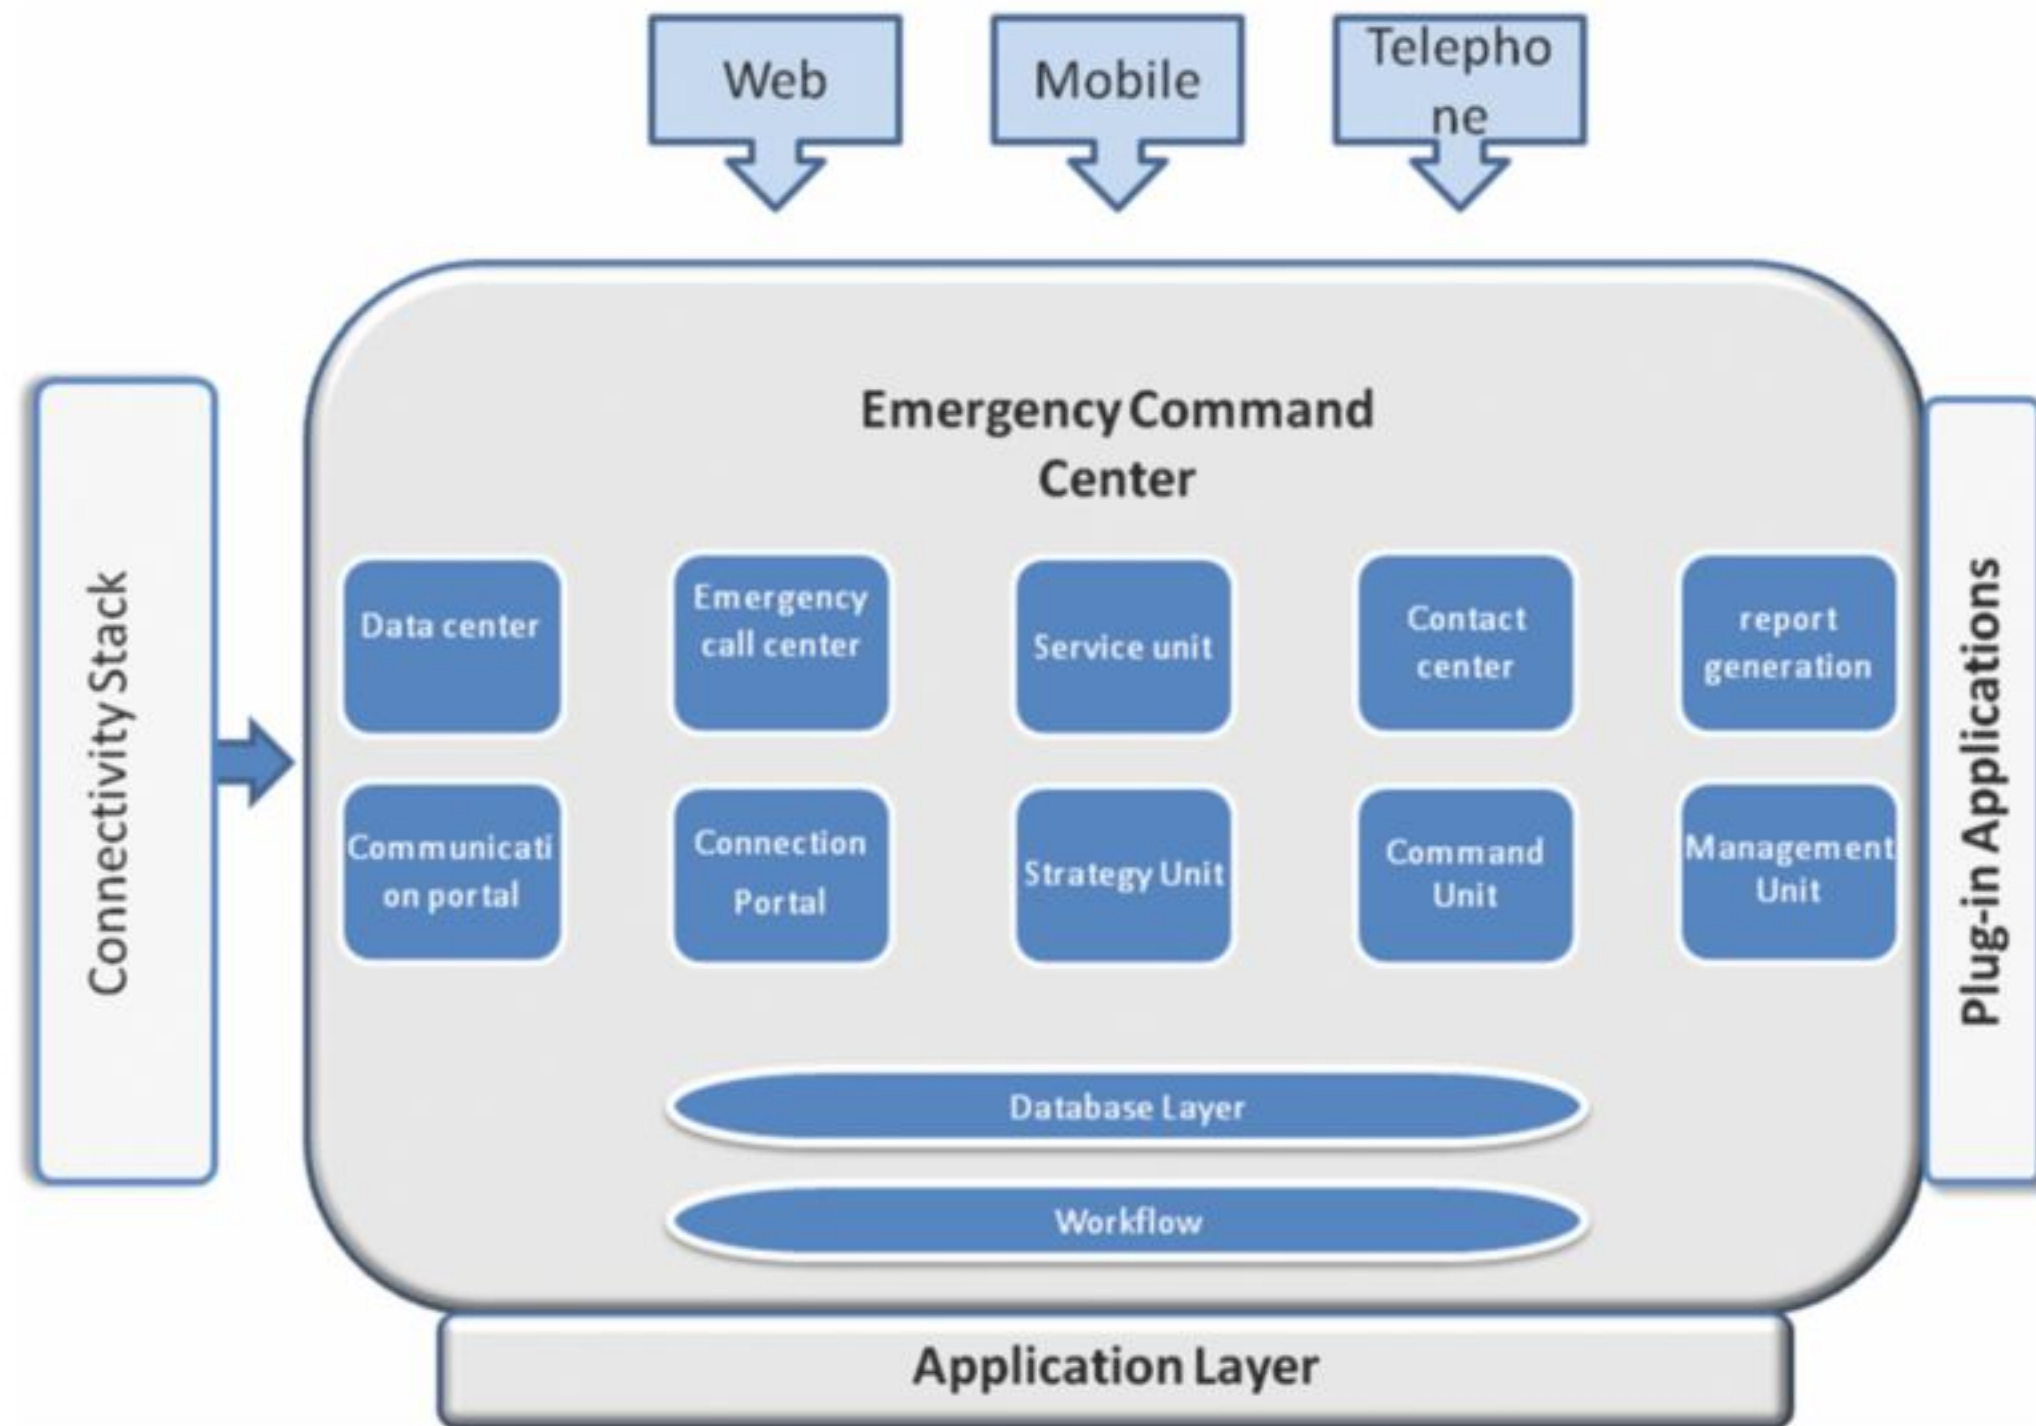 Web
Mobile
Telepho
ne
Emergency Command
Center
Connectivity Stack
Plug-in Applications
Data center
Emergency
call center
Service unit
Contact
center
report
generation
Communicati
on portal
Connection
Portal
Strategy Unit
Command
Unit
Management
Unit
Database Layer
Workflow
Application Layer